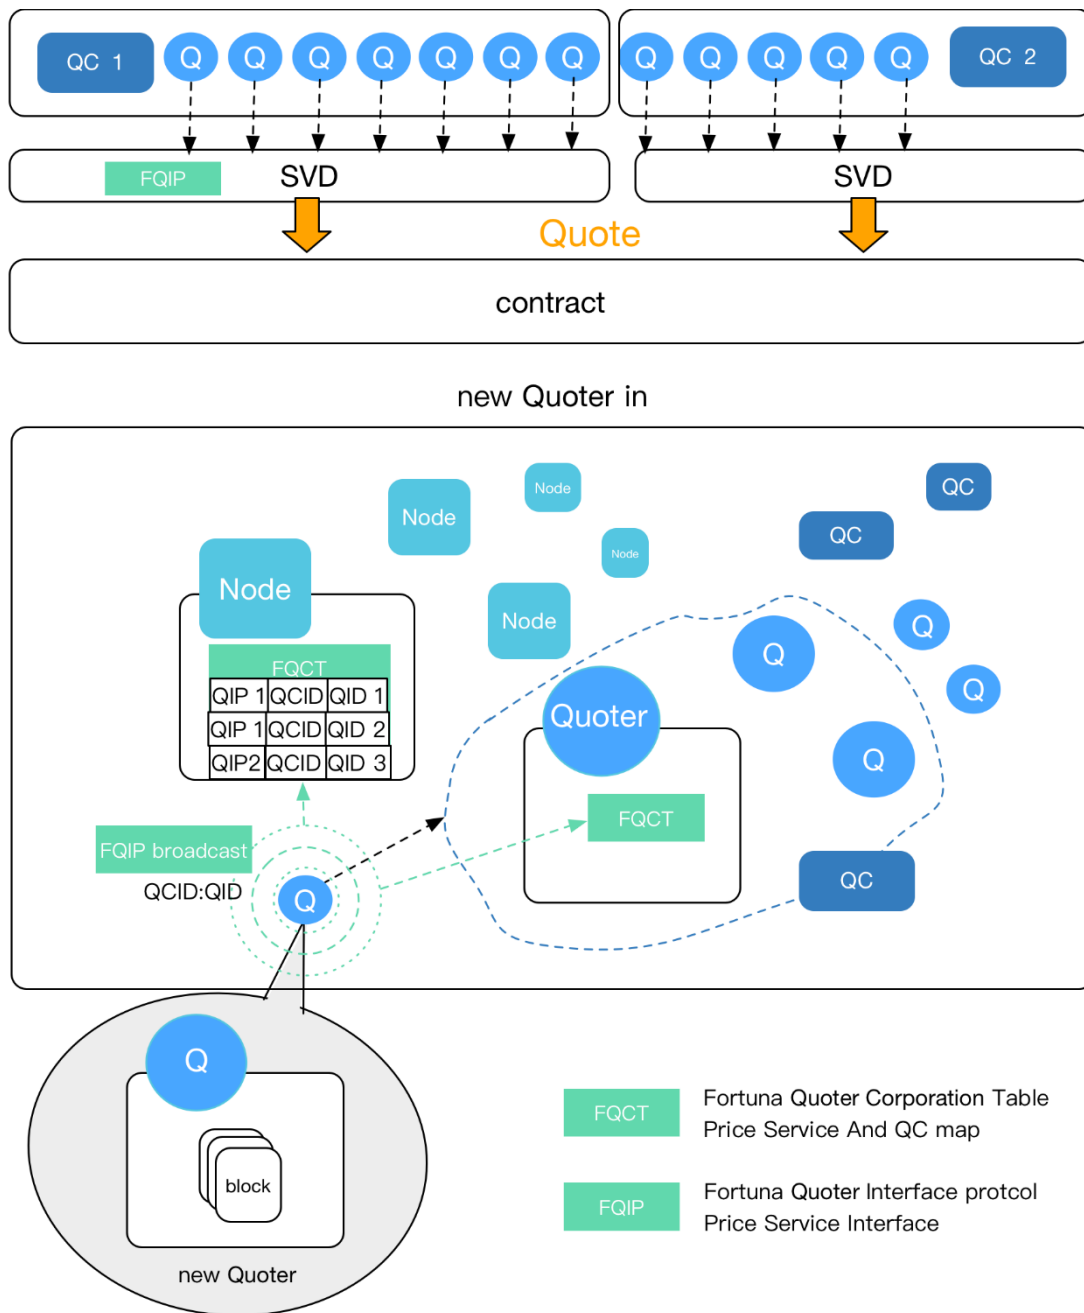 QC 1 Q Q Q Q Q Q Q Q Q Q Q Q QC 2
FQIP SVD SVD
Quote
contract
new Quoter in
Node
Node
QC
Node
QC
Node
Node
Node
Q
Q
Q
Quoter
Q
FQCT
QIP 1 QCID QID 1
QIP 1 QCID QID 2
QIP2 QCID QID 3
FQCT
FQIP broadcast
QCID:QID
Q
QC
Q
block
new Quoter
FQCT
Fortuna Quoter Corporation Table
Price Service And QC map
FQIP
Fortuna Quoter Interface protcol
Price Service Interface